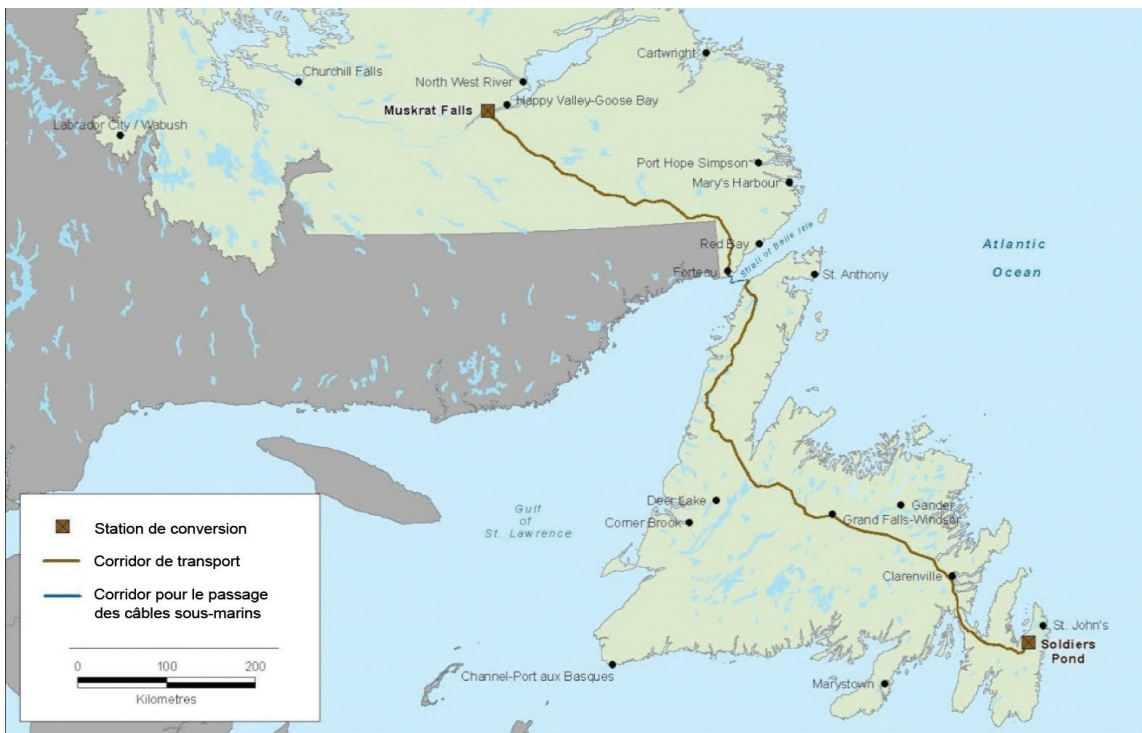 Cartwright
Churchill Falls
North West River
Happy Valley-Goose Bay
Muskrat Falls
Labrador City / Wabush
Port Hope Simpson
Mary's Harbour
Red Bay
Strait of Belle Isle
Atlantic
Ocean
Forteau
St. Anthony
Deer Lake
Gander
Gulf
of
St. Lawrence
Corner Brook
Grand Falls-Windsor
Station de conversion
Corridor de transport
Clarenville
Corridor pour le passage
des câbles sous-marins
St. John's
Soldiers
Pond
0 100 200
Kilometres
Channel-Port aux Basques
Marystown